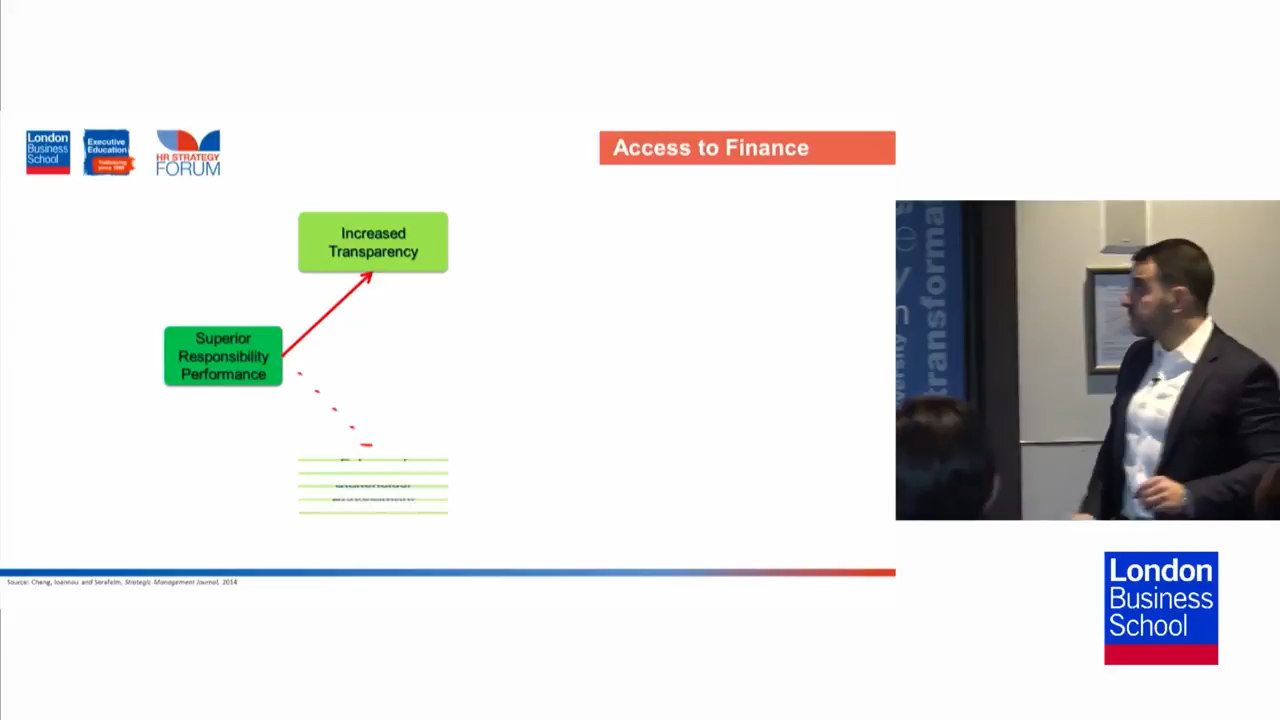 London
Business
School
Executive
Education
HR STRATEGY
FORUM
Access to Finance
Increased
Transparency
Superior
Responsibility
Performance
Source: Cheng, Ioannou and Serafeim, Strategic Management Journal, 2014
transforma
London
Business
School